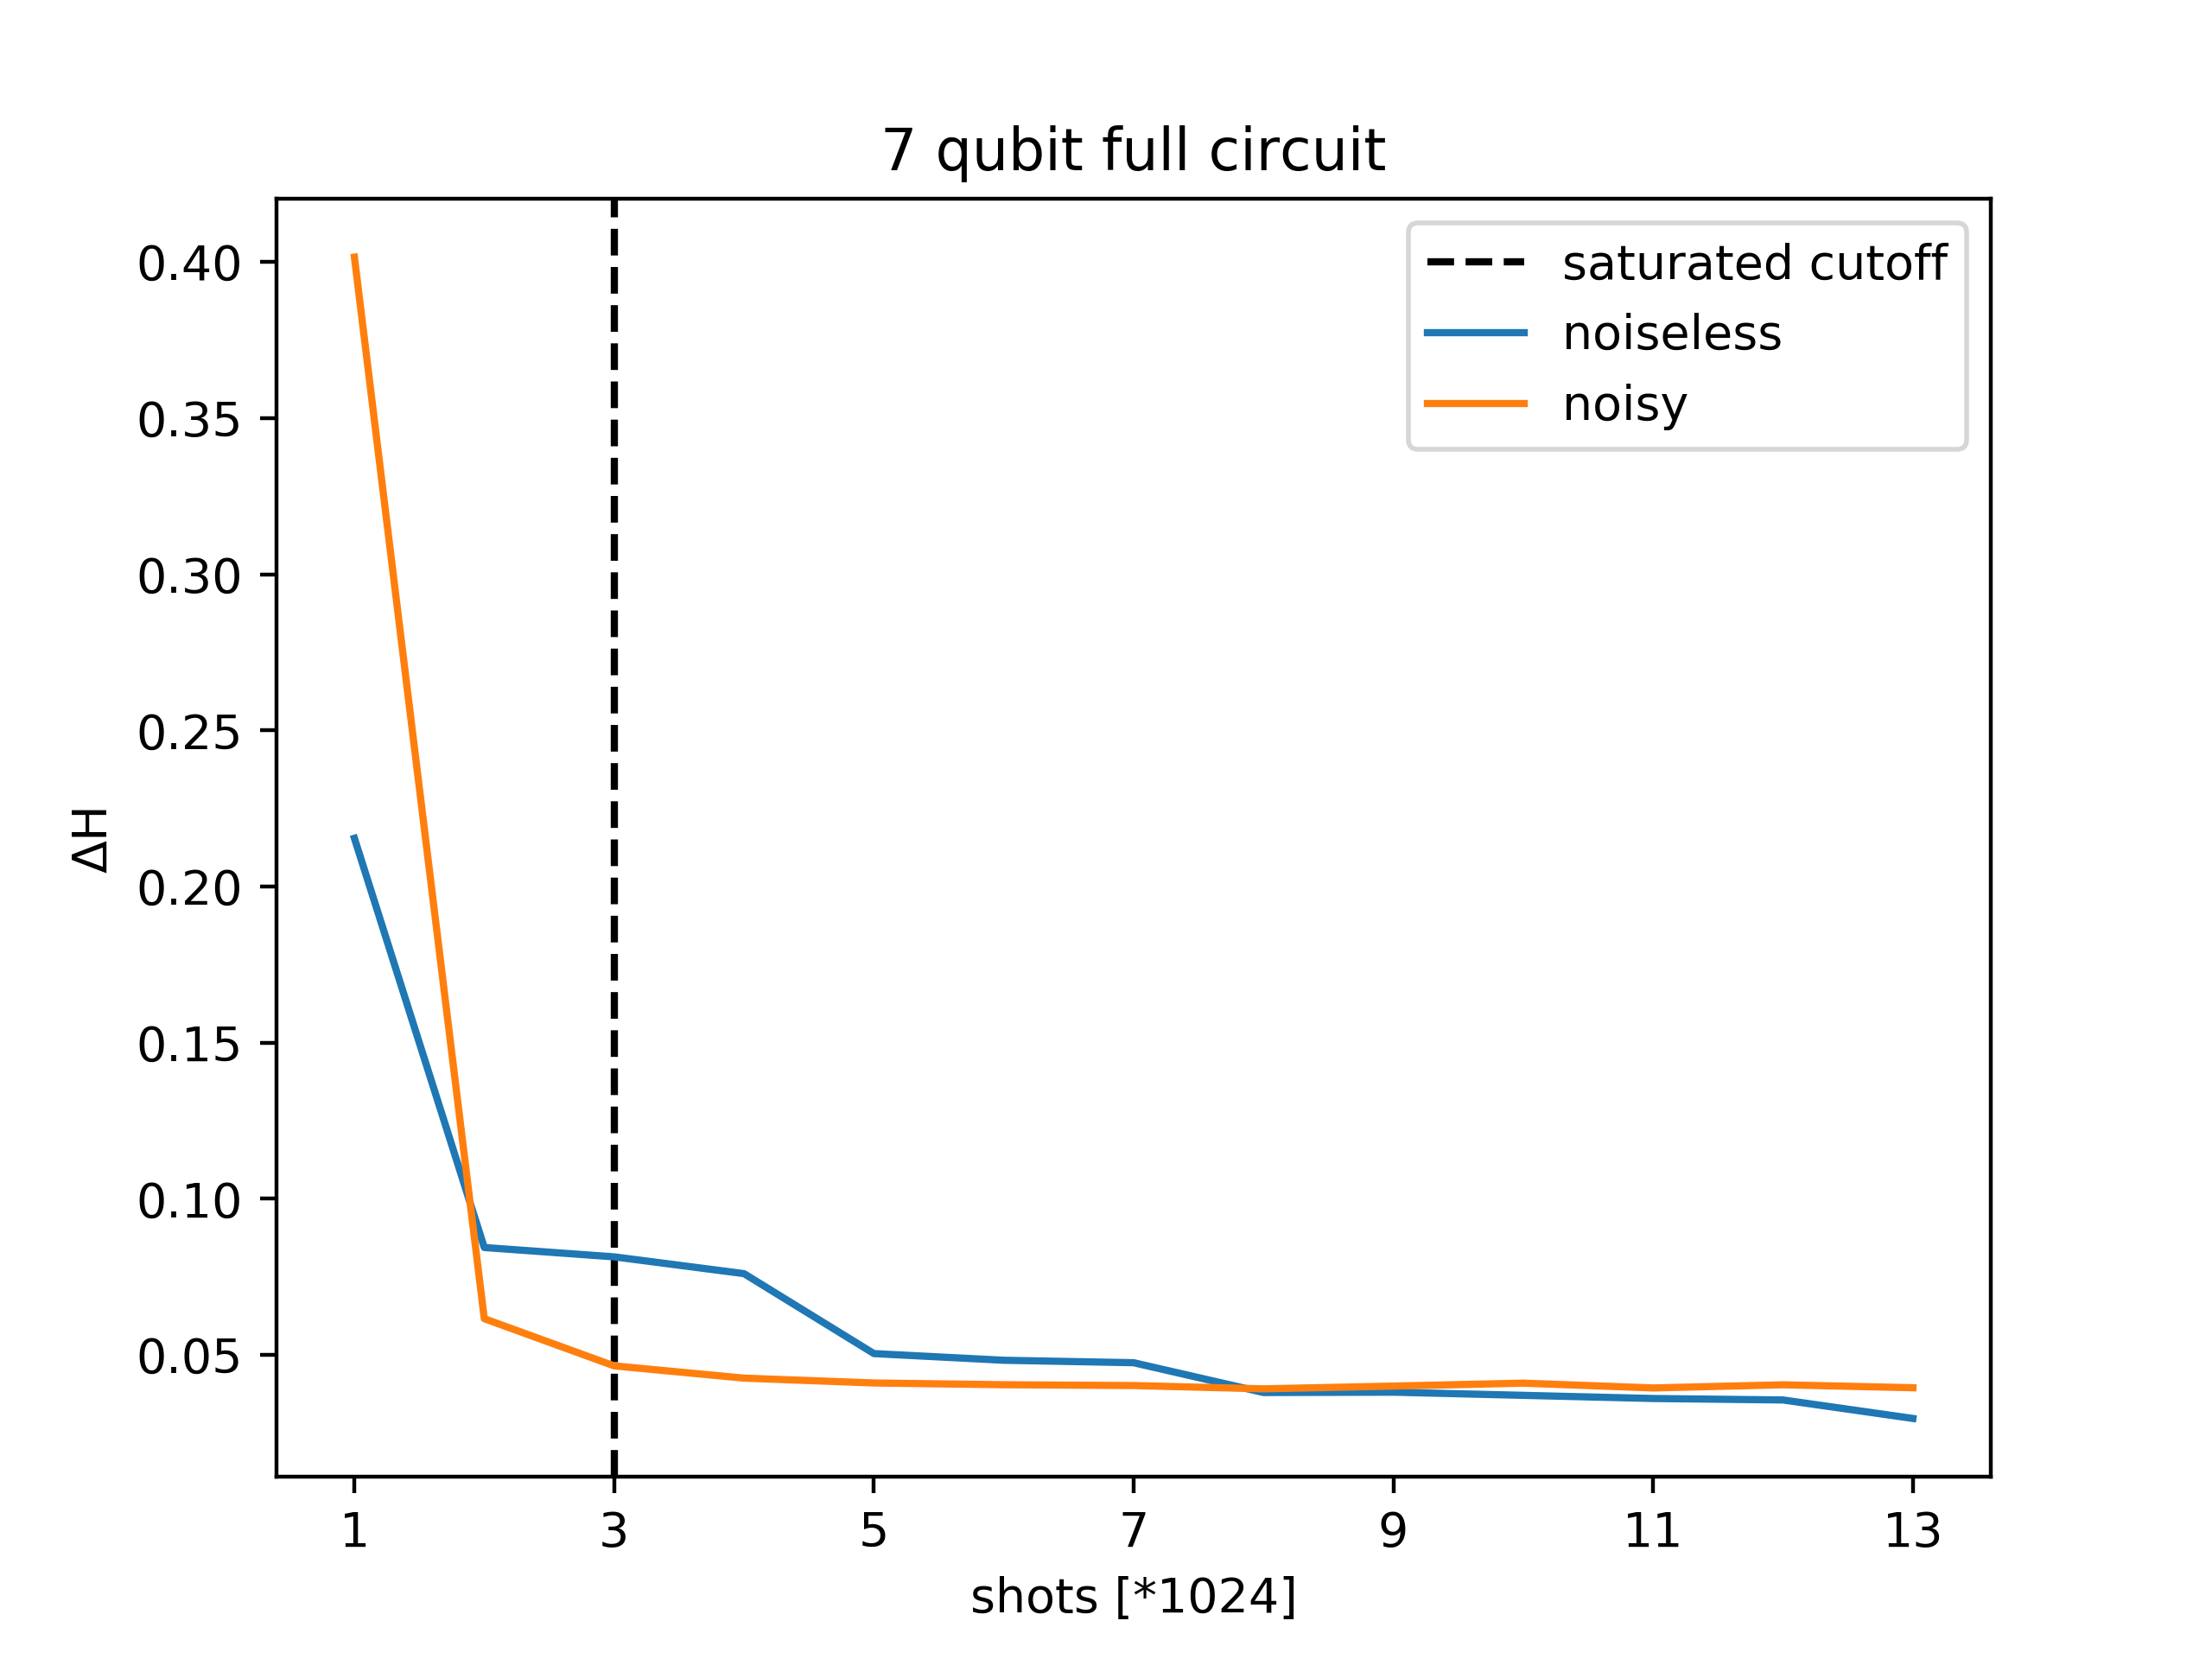 7 qubit full circuit
saturated cutoff
noiseless
noisy
0.40
0.35
0.30
0.25
0.20
0.15
0.10
0.05
ΔH
1 3 5 7 9 11 13
shots [*1024]